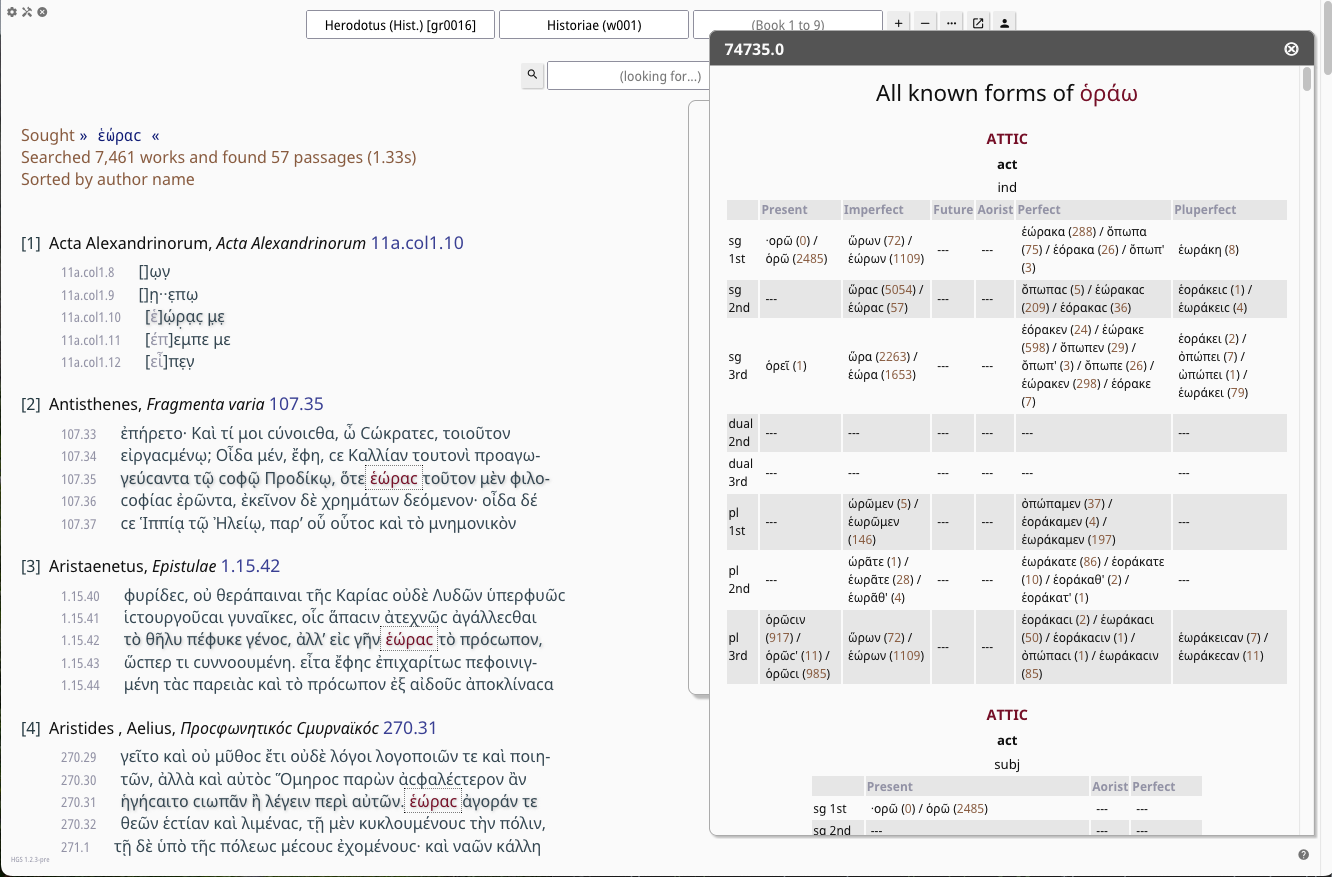 Herodotus (Hist.) [gr0016]
Historiae (w001)
(Book 1 to 9)
(looking for...)
Sought » ἑώραϲ «
Searched 7,461 works and found 57 passages (1.33s)
Sorted by author name
[1] Acta Alexandrinorum, Acta Alexandrinorum 11a.col1.10
11a.col1.8 []ῳν̣
11a.col1.9 []η̣··ε̣πω̣
11a.col1.10 [ἑ]ώ̣ρ̣α̣ϲ̣ μ̣ε̣
11a.col1.11 [ἐπ]εμπε με
11a.col1.12 [εἶ]πε̣ν̣
[2] Antisthenes, Fragmenta varia 107.35
107.33 ἐπήρετο· Καὶ τί μοι ϲύνοιϲθα, ὦ Ϲώκρατεϲ, τοιοῦτον
107.34 εἰργαϲμένῳ; Οἶδα μέν, ἔφη, ϲε Καλλίαν τουτονὶ προαγω-
107.35 γεύϲαντα τῷ ϲοφῷ Προδίκῳ, ὅτε ἑώραϲ τοῦτον μὲν φιλο-
107.36 ϲοφίαϲ ἐρῶντα, ἐκεῖνον δὲ χρημάτων δεόμενον· οἶδα δέ
107.37 ϲε Ἱππίᾳ τῷ Ἠλείῳ, παρ’ οὗ οὗτοϲ καὶ τὸ μνημονικὸν
[3] Aristaenetus, Epistulae 1.15.42
1.15.40 φυρίδεϲ, οὐ θεράπαιναι τῆϲ Καρίαϲ οὐδὲ Λυδῶν ὑπερφυῶϲ
1.15.41 ἱϲτουργοῦϲαι γυναῖκεϲ, οἷϲ ἅπαϲιν ἀτεχνῶϲ ἀγάλλεϲθαι
1.15.42 τὸ θῆλυ πέφυκε γένοϲ, ἀλλ’ εἰϲ γῆν ἑώραϲ τὸ πρόϲωπον,
1.15.43 ὥϲπερ τι ϲυννοουμένη. εἶτα ἔφηϲ ἐπιχαρίτωϲ πεφοινιγ-
1.15.44 μένη τὰϲ παρειὰϲ καὶ τὸ πρόϲωπον ἐξ αἰδοῦϲ ἀποκλίναϲα
[4] Aristides , Aelius, Προϲφωνητικόϲ Ϲμυρναϊκόϲ 270.31
270.29 γεῖτο καὶ οὐ μῦθοϲ ἔτι οὐδὲ λόγοι λογοποιῶν τε καὶ ποιη-
270.30 τῶν, ἀλλὰ καὶ αὐτὸϲ Ὅμηροϲ παρὼν ἀϲφαλέϲτερον ἂν
270.31 ἡγήϲαιτο ϲιωπᾶν ἢ λέγειν περὶ αὐτῶν. ἑώραϲ ἀγοράν τε
270.32 θεῶν ἑϲτίαν καὶ λιμέναϲ, τῇ μὲν κυκλουμένουϲ τὴν πόλιν,
271.1 τῇ δὲ ὑπὸ τῆϲ πόλεωϲ μέϲουϲ ἐχομένουϲ· καὶ ναῶν κάλλη
HGS 1.2.3-pre
74735.0
All known forms of ὁράω
ATTIC
act
ind
Present Imperfect Future Aorist Perfect Pluperfect
sg 1st ·ορῶ (0) / ὁρῶ (2485) ὥρων (72) / ἑώρων (1109) --- --- ἑώρακα (288) / ὄπωπα (75) / ἑόρακα (26) / ὄπωπ' (3) ἑωράκη (8)
sg 2nd --- ὥραϲ (5054) / ἑώραϲ (57) --- --- ὄπωπαϲ (5) / ἑώρακαϲ (209) / ἑόρακαϲ (36) ἑοράκειϲ (1) / ἑωράκειϲ (4)
sg 3rd ὁρεῖ (1) ὥρα (2263) / ἑώρα (1653) --- --- ἑόρακεν (24) / ἑώρακε (598) / ὄπωπεν (29) / ὄπωπ' (3) / ὄπωπε (26) / ἑώρακεν (298) / ἑόρακε (7) ἑοράκει (2) / ὀπώπει (7) / ὠπώπει (1) / ἑωράκει (79)
dual 2nd --- --- --- --- --- ---
dual 3rd --- --- --- --- --- ---
pl 1st --- ὡρῶμεν (5) / ἑωρῶμεν (146) --- --- ὀπώπαμεν (37) / ἑοράκαμεν (4) / ἑωράκαμεν (197) ---
pl 2nd --- ὡρᾶτε (1) / ἑωρᾶτε (28) / ἑωρᾶθ' (4) --- --- ἑωράκατε (86) / ἑοράκατε (10) / ἑοράκαθ' (2) / ἑοράκατ' (1) ---
pl 3rd ὁρῶϲιν (917) / ὁρῶϲ' (11) / ὁρῶϲι (985) ὥρων (72) / ἑώρων (1109) --- --- ἑοράκαϲι (2) / ἑωράκαϲι (50) / ἑοράκαϲιν (1) / ὀπώπαϲι (1) / ἑωράκαϲιν (85) ἑωράκειϲαν (7) / ἑωράκεϲαν (11)
ATTIC
act
subj
Present Aorist Perfect
sg 1st ·ορῶ (0) / ὁρῶ (2485) --- ---
sg 2nd --- --- ---